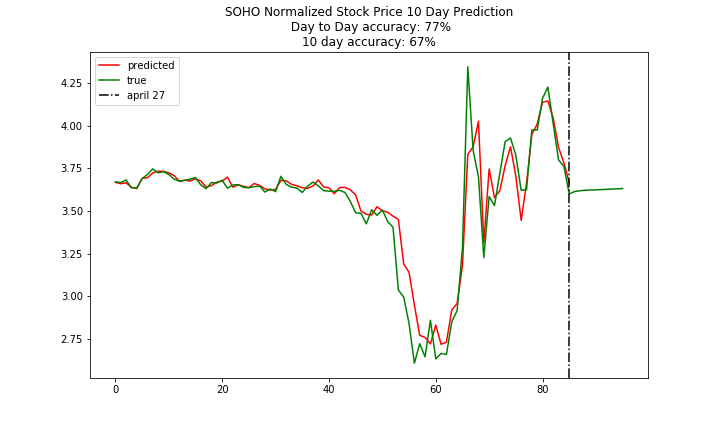 SOHO Normalized Stock Price 10 Day Prediction
Day to Day accuracy: 77%
10 day accuracy: 67%
predicted
true
april 27
4.25
4.00
3.75
3.50
3.25
3.00
2.75
0 20 40 60 80